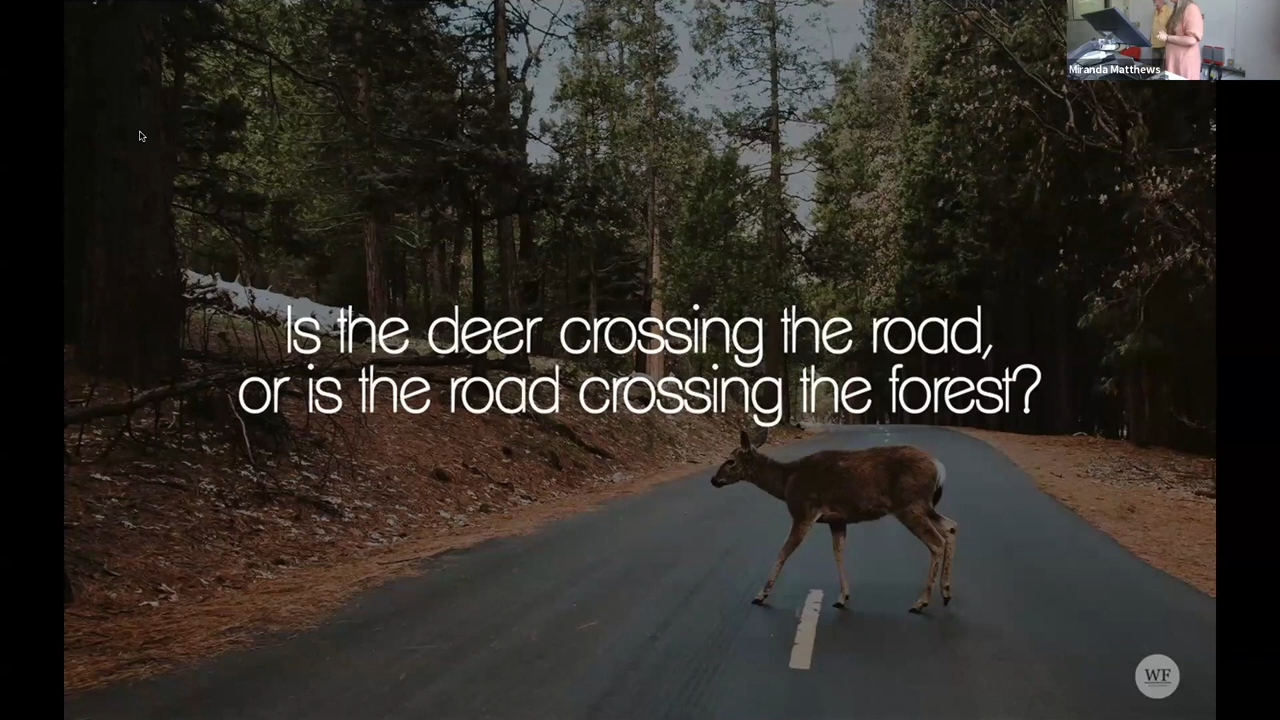 Miranda Matthews
Is the deer crossing the road,
or is the road crossing the forest?
WF